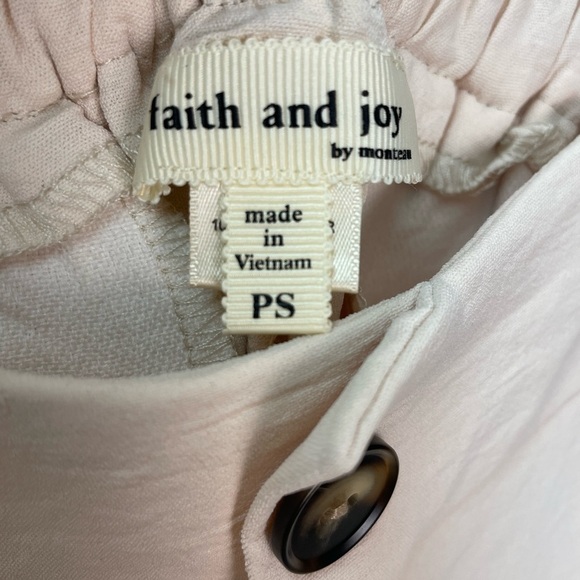 faith and joy
by monteau
made
in
Vietnam
PS